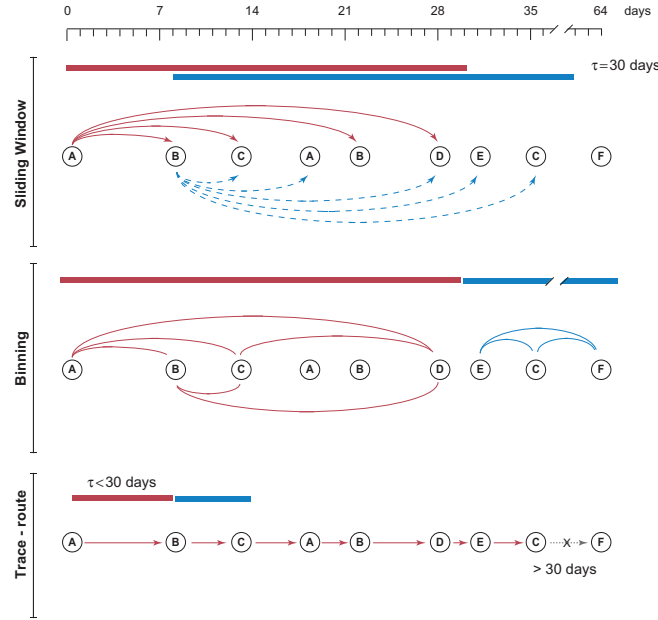 0 7 14 21 28 35 64 days
τ=30 days
Sliding Window
A B C A B D E C F
Binning
A B C A B D E C F
Trace - route
τ<30 days
A B C A B D E C x F
> 30 days